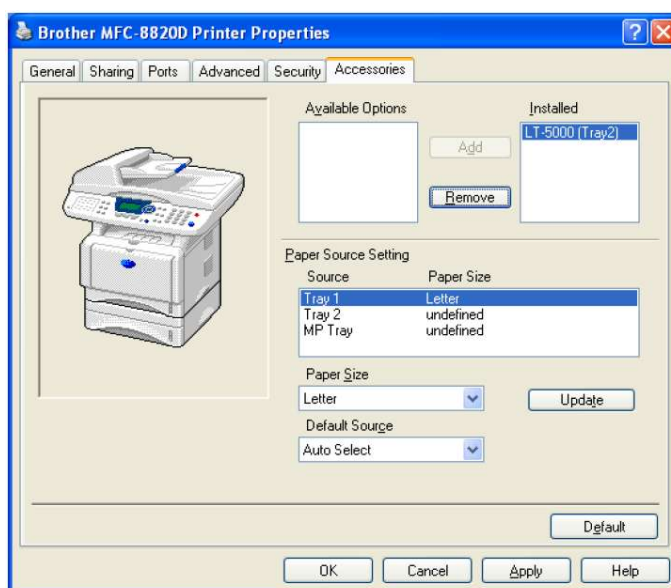 Brother MFC-8820D Printer Properties
General Sharing Ports Advanced Security Accessories
Available Options Installed
LT-5000 (Tray2)
Add
Remove
Paper Source Setting
Source Paper Size
Tray 1 Letter
Tray 2 undefined
MP Tray undefined
Paper Size
Letter Update
Default Source
Auto Select
Default
OK Cancel Apply Help